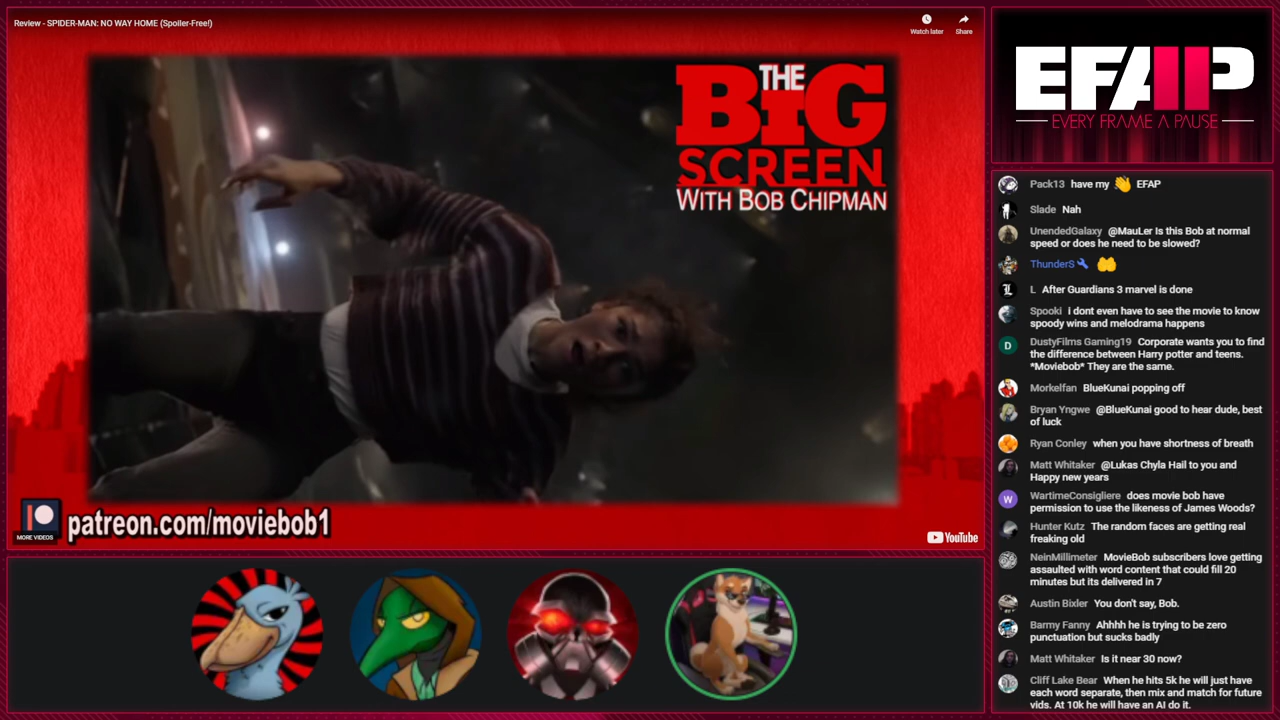 Review - SPIDER-MAN: NO WAY HOME (Spoiler-Free!)
Watch later
Share
THE
BIG
SCREEN
WITH BOB CHIPMAN
MORE VIDEOS
patreon.com/moviebob1
YouTube
EFAP
EVERY FRAME A PAUSE
Pack13 have my 👏 EFAP
Slade Nah
UnendedGalaxy @MauLer Is this Bob at normal
speed or does he need to be slowed?
ThunderS 🔧 🤲
L After Guardians 3 marvel is done
Spooki i dont even have to see the movie to know
spoody wins and melodrama happens
D
DustyFilms Gaming19 Corporate wants you to find
the difference between Harry potter and teens.
*Moviebob* They are the same.
Morkelfan BlueKunai popping off
Bryan Yngwe @BlueKunai good to hear dude, best
of luck
Ryan Conley when you have shortness of breath
Matt Whitaker @Lukas Chyla Hail to you and
Happy new years
W
WartimeConsigliere does movie bob have
permission to use the likeness of James Woods?
Hunter Kutz The random faces are getting real
freaking old
NeinMillimeter MovieBob subscribers love getting
assaulted with word content that could fill 20
minutes but its delivered in 7
Austin Bixler You don't say, Bob.
Barmy Fanny Ahhhh he is trying to be zero
punctuation but sucks badly
Matt Whitaker Is it near 30 now?
Cliff Lake Bear When he hits 5k he will just have
each word separate, then mix and match for future
vids. At 10k he will have an AI do it.